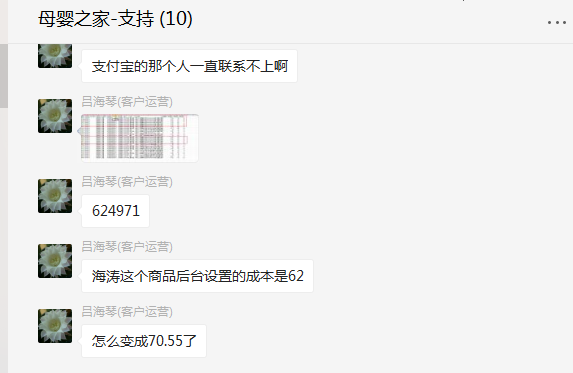 母婴之家-支持 (10)
支付宝的那个人一直联系不上啊
吕海琴(客户运营)
吕海琴(客户运营)
624971
吕海琴(客户运营)
海涛这个商品后台设置的成本是62
吕海琴(客户运营)
怎么变成70.55了